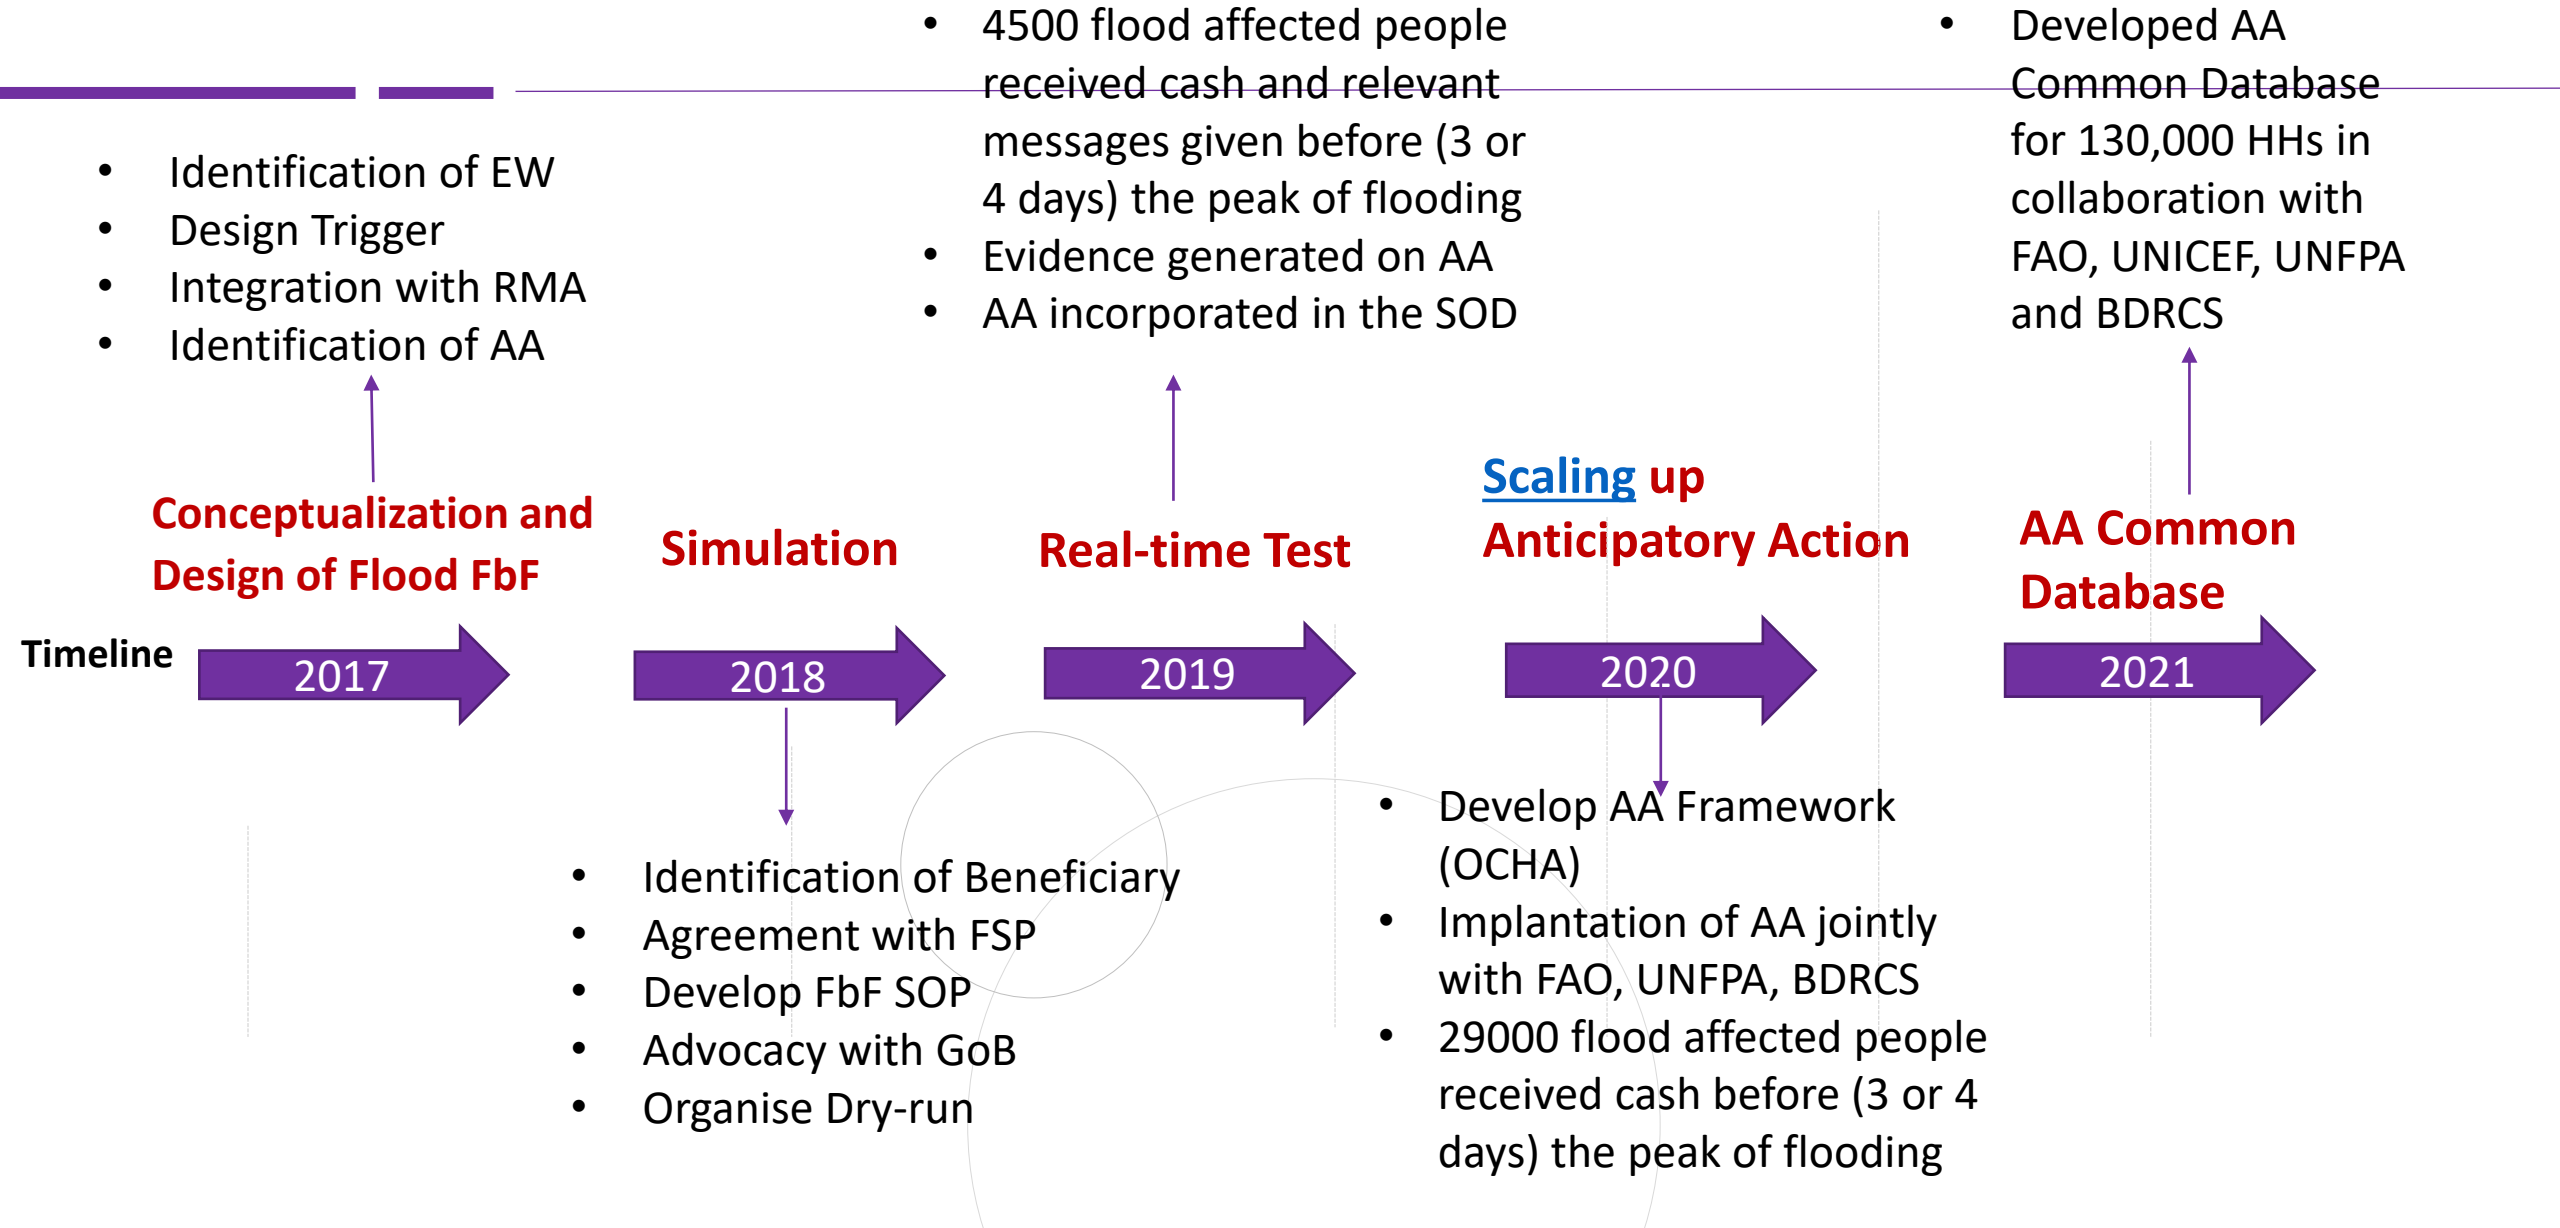 • Identification of EW
• Design Trigger
• Integration with RMA
• Identification of AA
• 4500 flood affected people
received cash and relevant
messages given before (3 or
4 days) the peak of flooding
• Evidence generated on AA
• AA incorporated in the SOD
• Developed AA
Common Database
for 130,000 HHs in
collaboration with
FAO, UNICEF, UNFPA
and BDRCS
Conceptualization and
Design of Flood FbF
Simulation
Real-time Test
Scaling up
Anticipatory Action
AA Common
Database
Timeline
2017
2018
2019
2020
2021
• Identification of Beneficiary
• Agreement with FSP
• Develop FbF SOP
• Advocacy with GoB
• Organise Dry-run
• Develop AA Framework
(OCHA)
• Implantation of AA jointly
with FAO, UNFPA, BDRCS
• 29000 flood affected people
received cash before (3 or 4
days) the peak of flooding